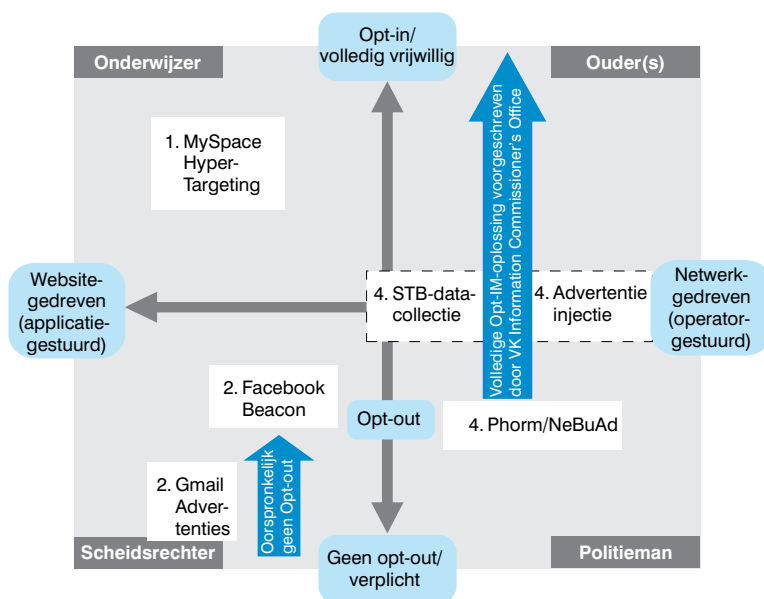 Opt-in/
volledig vrijwillig
Onderwijzer
Ouder(s)
1. MySpace
Hyper-
Targeting
Volledige Opt-IM-oplossing voorgeschreven
door VK Information Commissioner's Office
Website-
gedreven
(applicatie-
gestuurd)
4. STB-data-
collectie
4. Advertentie
injectie
Netwerk-
gedreven
(operator-
gestuurd)
2. Facebook
Beacon
Opt-out
4. Phorm/NeBuAd
2. Gmail
Adver-
tenties
Oorspronkelijk
geen Opt-out
Scheidsrechter
Geen opt-out/
verplicht
Politieman